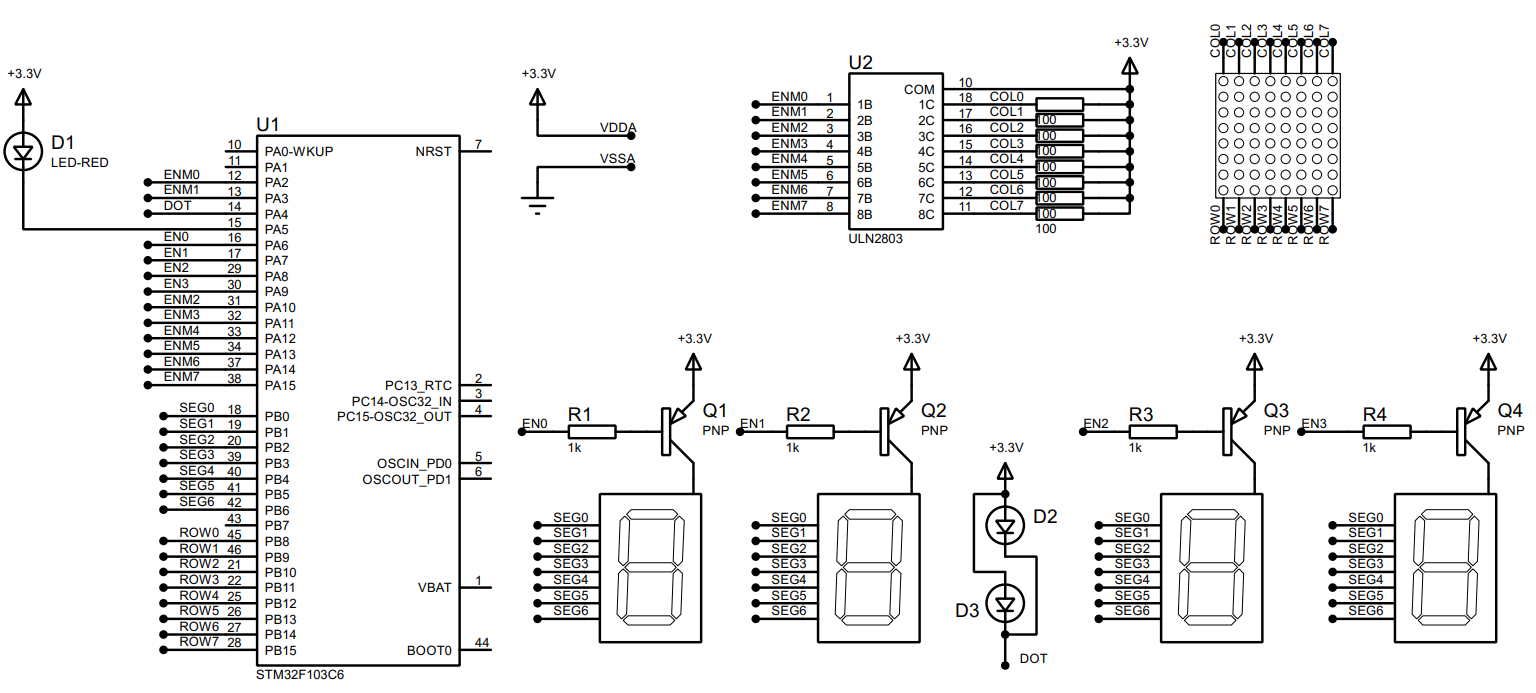 +3.3V
D1
LED-RED
U1
10 PA0-WKUP
11 PA1
ENM0 12 PA2
ENM1 13 PA3
DOT 14 PA4
15 PA5
EN0 16 PA6
EN1 17 PA7
EN2 29 PA8
EN3 30 PA9
ENM2 31 PA10
ENM3 32 PA11
ENM4 33 PA12
ENM5 34 PA13
ENM6 37 PA14
ENM7 38 PA15
SEG0 18 PB0
SEG1 19 PB1
SEG2 20 PB2
SEG3 39 PB3
SEG4 40 PB4
SEG5 41 PB5
SEG6 42 PB6
43 PB7
ROW0 45 PB8
ROW1 46 PB9
ROW2 21 PB10
ROW3 22 PB11
ROW4 25 PB12
ROW5 26 PB13
ROW6 27 PB14
ROW7 28 PB15
NRST 7
PC13_RTC 2
PC14-OSC32_IN 3
PC15-OSC32_OUT 4
OSCIN_PD0 5
OSCOUT_PD1 6
VBAT 1
BOOT0 44
STM32F103C6
+3.3V
VDDA
VSSA
U2
+3.3V
COM 10
ENM0 1 1B 1C 18 COL0
ENM1 2 2B 2C 17 COL1
100
ENM2 3 3B 3C 16 COL2
100
ENM3 4 4B 4C 15 COL3
100
ENM4 5 5B 5C 14 COL4
100
ENM5 6 6B 6C 13 COL5
100
ENM6 7 7B 7C 12 COL6
100
ENM7 8 8B 8C 11 COL7
100
100
ULN2803
COL0
COL1
COL2
COL3
COL4
COL5
COL6
COL7
ROW0
ROW1
ROW2
ROW3
ROW4
ROW5
ROW6
ROW7
+3.3V
EN0
R1
1k
Q1
PNP
SEG0
SEG1
SEG2
SEG3
SEG4
SEG5
SEG6
+3.3V
EN1
R2
1k
Q2
PNP
SEG0
SEG1
SEG2
SEG3
SEG4
SEG5
SEG6
+3.3V
D2
D3
DOT
+3.3V
EN2
R3
1k
Q3
PNP
SEG0
SEG1
SEG2
SEG3
SEG4
SEG5
SEG6
+3.3V
EN3
R4
1k
Q4
PNP
SEG0
SEG1
SEG2
SEG3
SEG4
SEG5
SEG6